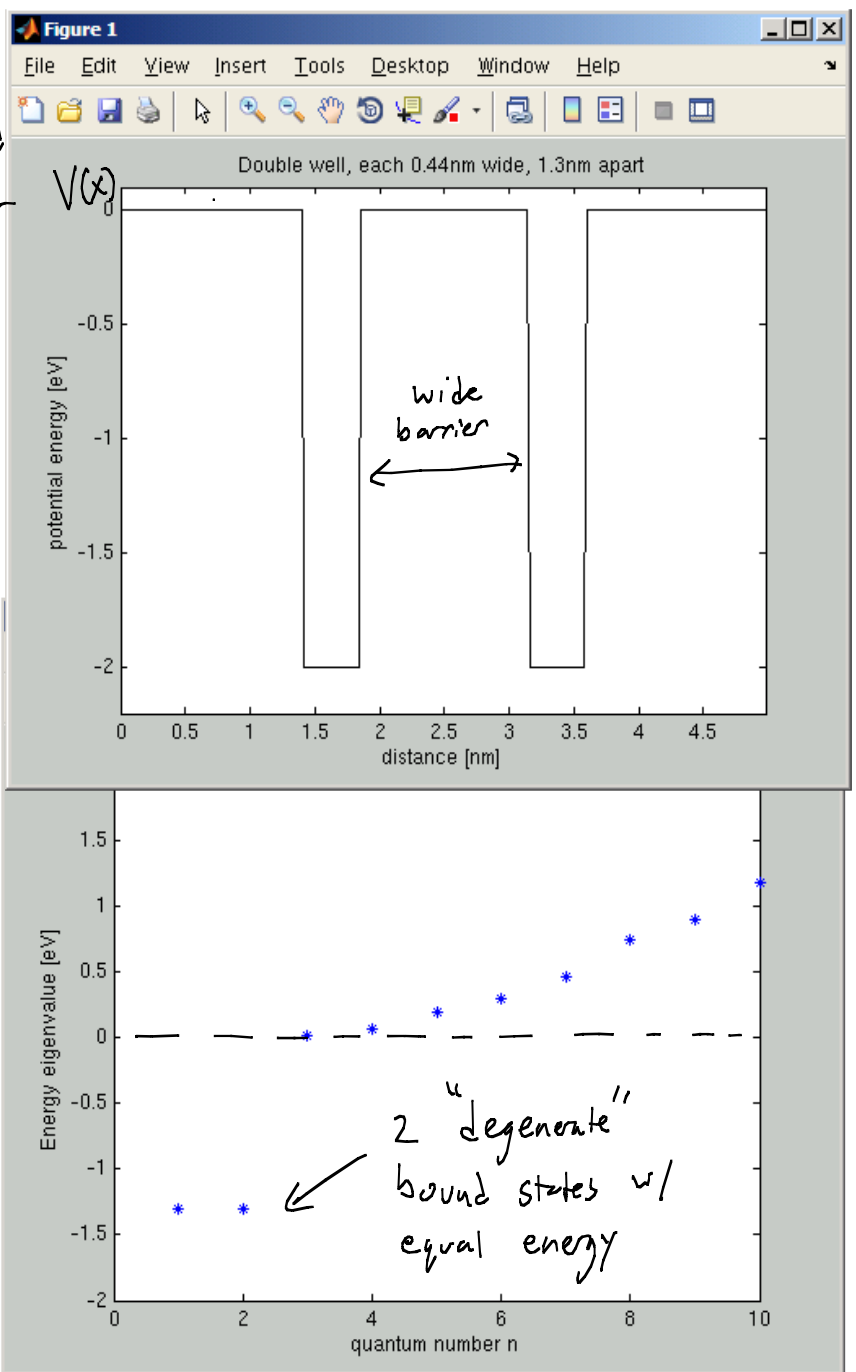 Figure 1
File Edit View Insert Tools Desktop Window Help
Double well, each 0.44nm wide, 1.3nm apart
V(x)
0
-0.5
-1
-1.5
-2
potential energy [eV]
wide
barrier
0 0.5 1 1.5 2 2.5 3 3.5 4 4.5
distance [nm]
1.5
1
0.5
0
-0.5
-1
-1.5
-2
Energy eigenvalue [eV]
2 "degenerate"
bound states w/
equal energy
0 2 4 6 8 10
quantum number n